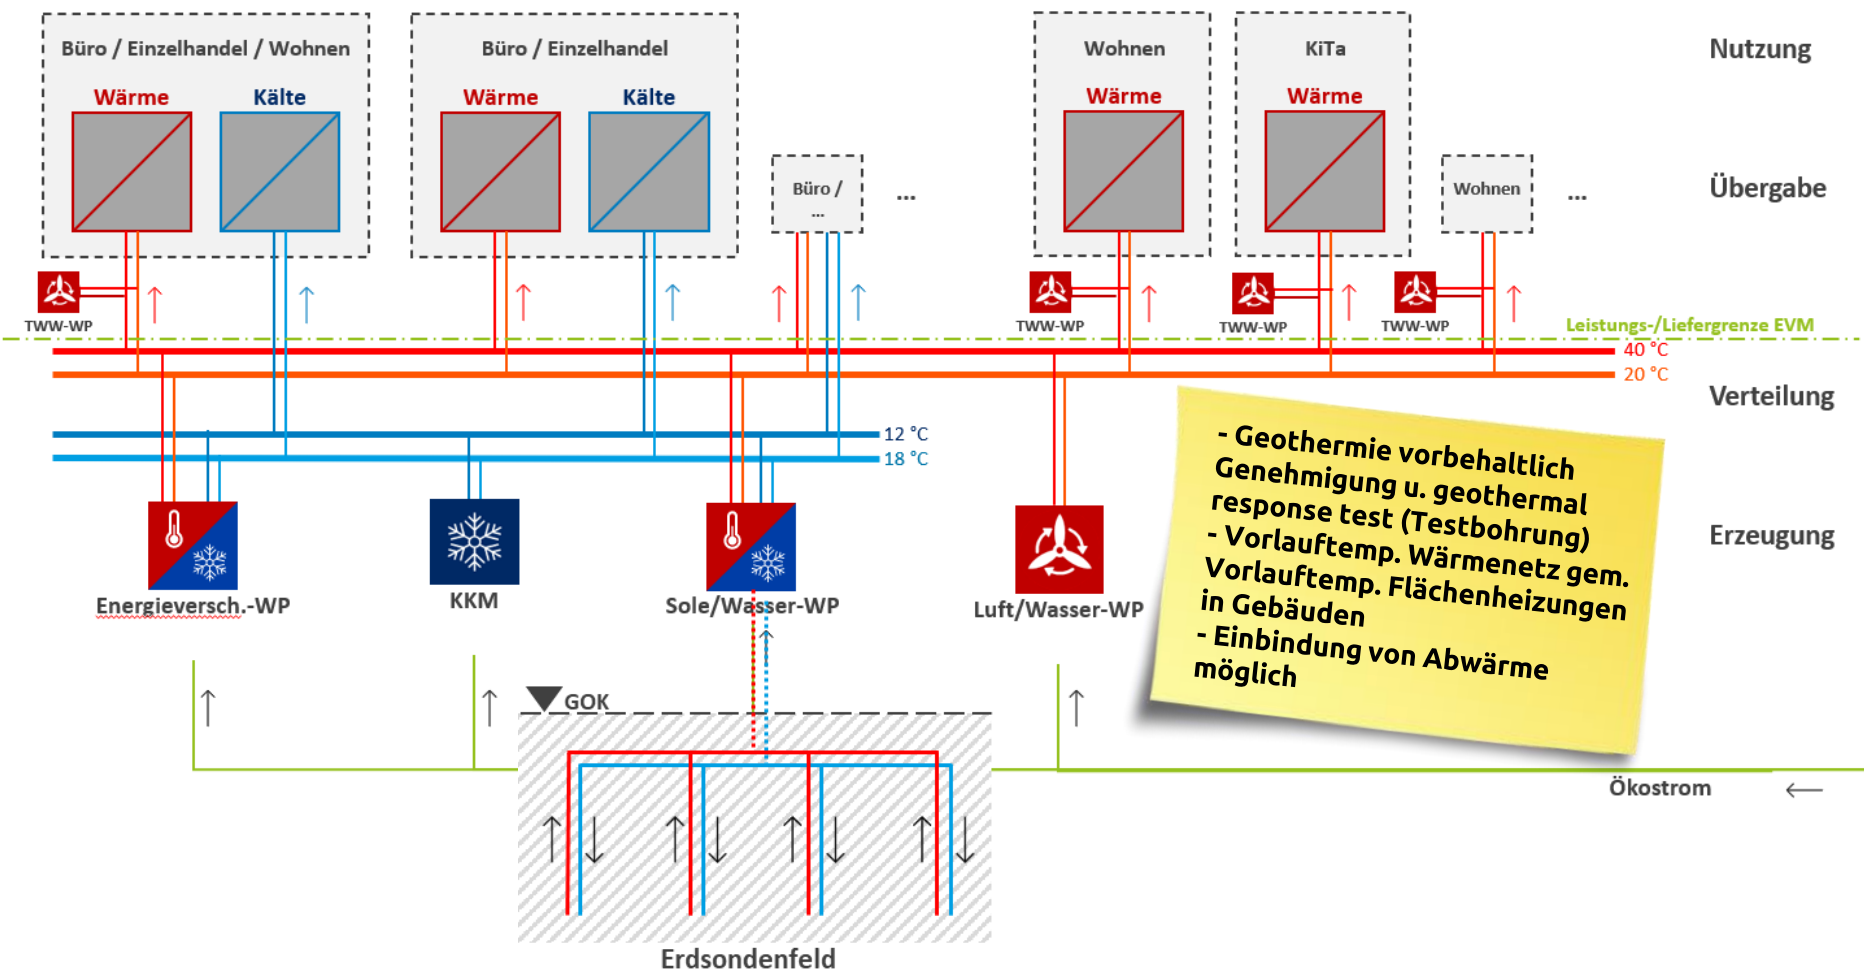 Büro / Einzelhandel / Wohnen
Büro / Einzelhandel
Wohnen
KiTa
Nutzung
Wärme
Kälte
Wärme
Kälte
Wärme
Wärme
Büro /
...
...
Wohnen
...
Übergabe
TWW-WP
TWW-WP
TWW-WP
TWW-WP
Leistungs-/Liefergrenze EVM
40 °C
20 °C
Verteilung
12 °C
18 °C
- Geothermie vorbehaltlich
Genehmigung u. geothermal
response test (Testbohrung)
- Vorlauftemp. Wärmenetz gem.
Vorlauftemp. Flächenheizungen
in Gebäuden
- Einbindung von Abwärme
möglich
Erzeugung
Energieversch.-WP
KKM
Sole/Wasser-WP
Luft/Wasser-WP
GOK
Ökostrom
Erdsondenfeld